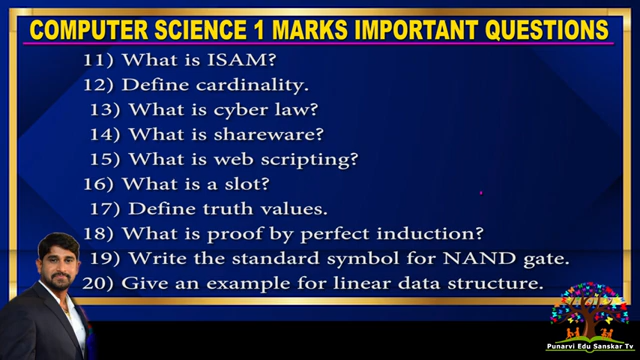 COMPUTER SCIENCE 1 MARKS IMPORTANT QUESTIONS
11) What is ISAM?
12) Define cardinality.
13) What is cyber law?
14) What is shareware?
15) What is web scripting?
16) What is a slot?
17) Define truth values.
18) What is proof by perfect induction?
19) Write the standard symbol for NAND gate.
20) Give an example for linear data structure.
Punarvi Edu Sanskar Tv